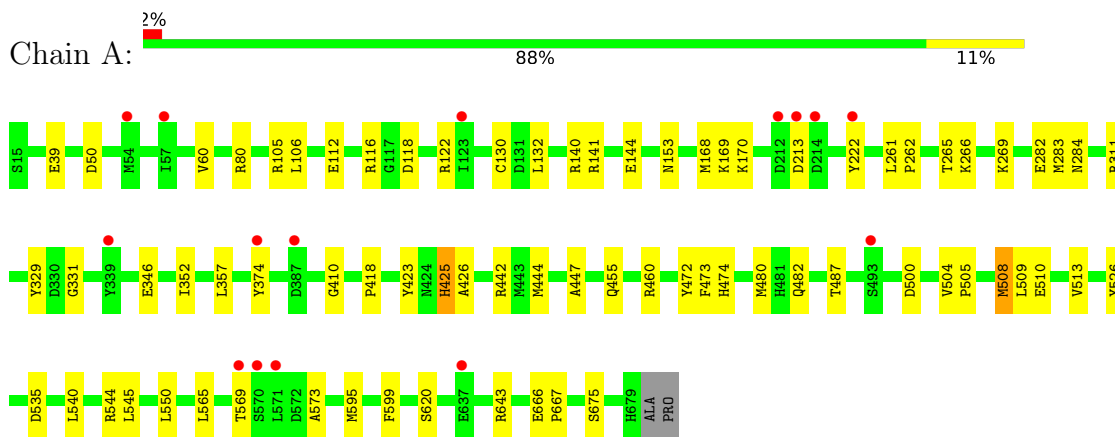 2%
Chain A:
88% 11%
S15 E39 D50 M54 I57 V60 R80 R105 L106 E112 R116 G117 D118 R122 I123 C130 D131 L132 R140 R141 E144 N153 M168 K169 K170 D212 D213 D214 Y222 L261 P262 T265 K266 K269 E282 M283 N284
Y329 D330 G331 Y339 E346 I352 L357 Y374 D387 G410 P418 Y423 N424 H425 A426 R442 M443 M444 A447 Q455 R460 Y472 F473 H474 M480 H481 Q482 T487 S493 D500 V504 P505 M508 L509 E510 V513
D535 L540 R544 L545 L550 L565 T569 S570 L571 D572 A573 M595 F599 S620 E637 R643 E666 P667 S675 H679 ALA PRO